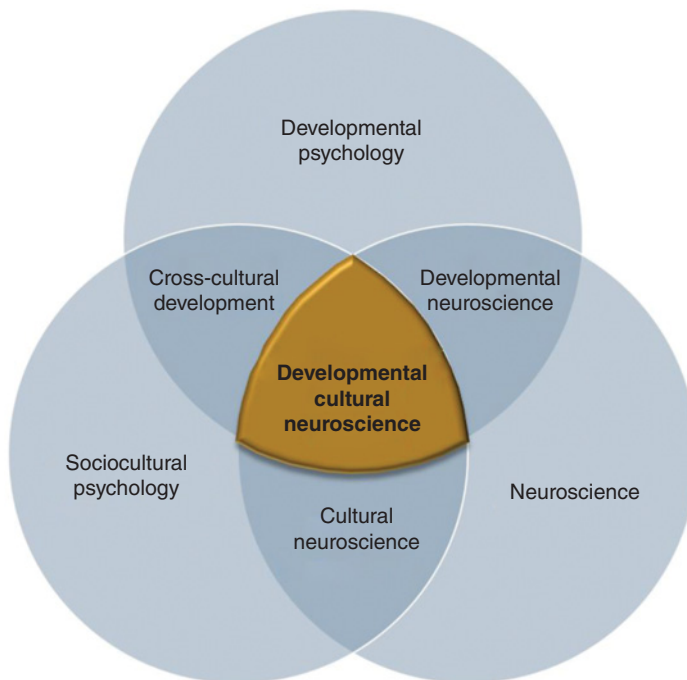 Developmental
psychology
Cross-cultural
development
Developmental
neuroscience
Developmental
cultural
neuroscience
Sociocultural
psychology
Neuroscience
Cultural
neuroscience